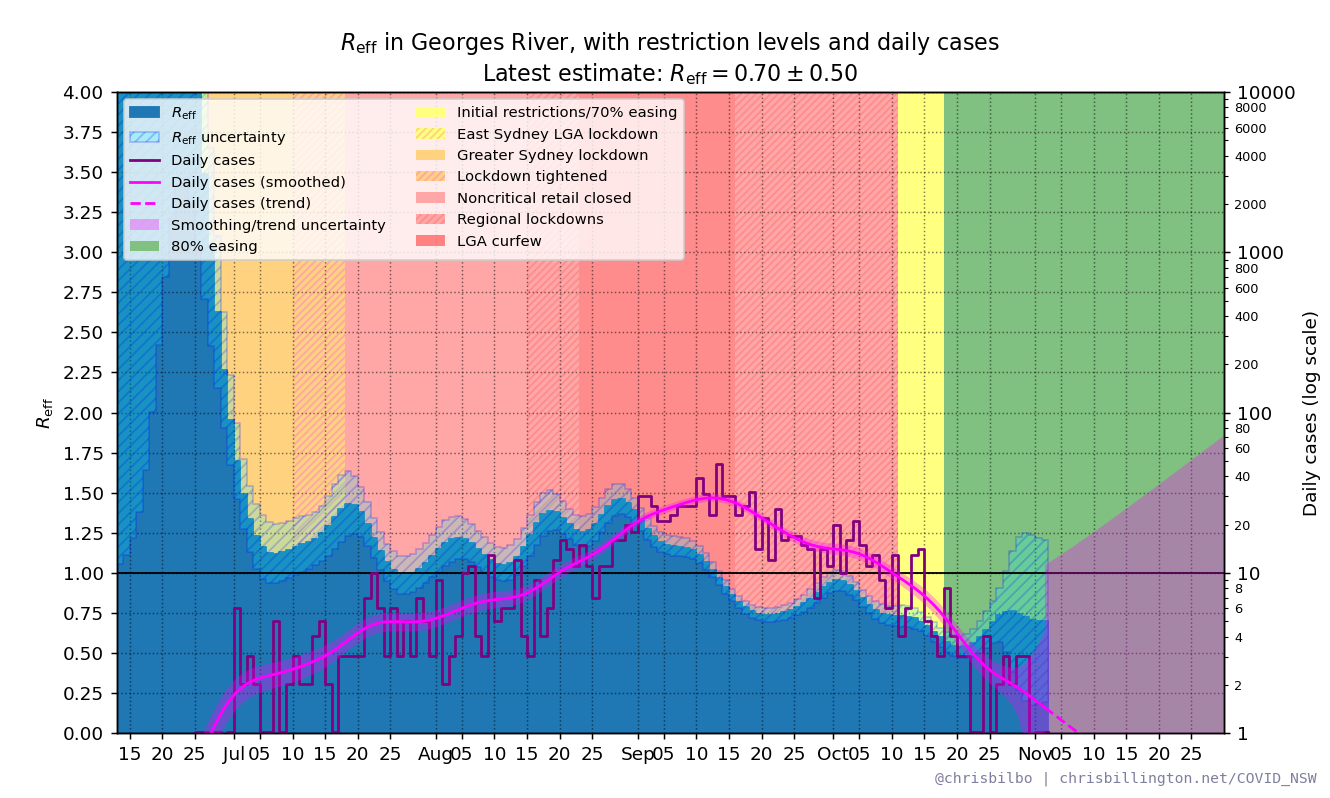 Reff in Georges River, with restriction levels and daily cases
Latest estimate: Reff = 0.70 ± 0.50
Reff
Reff uncertainty
Daily cases
Daily cases (smoothed)
Daily cases (trend)
Smoothing/trend uncertainty
80% easing
Initial restrictions/70% easing
East Sydney LGA lockdown
Greater Sydney lockdown
Lockdown tightened
Noncritical retail closed
Regional lockdowns
LGA curfew
Reff
4.00
3.75
3.50
3.25
3.00
2.75
2.50
2.25
2.00
1.75
1.50
1.25
1.00
0.75
0.50
0.25
0.00
10000
8000
6000
4000
2000
1000
800
600
400
200
100
80
60
40
20
10
8
6
4
2
1
Daily cases (log scale)
15 20 25 Jul 05 10 15 20 25 Aug 05 10 15 20 25 Sep 05 10 15 20 25 Oct 05 10 15 20 25 Nov 05 10 15 20 25
@chrisbilbo | chrisbillington.net/COVID_NSW